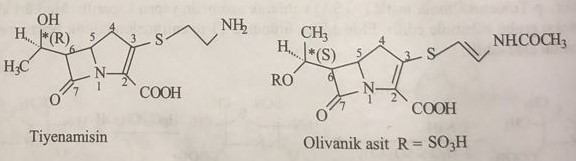 OH
H *(R) 4 S NH2
H3C 6 5 3
N 1 2
O 7 COOH
Tiyenamisin
CH3
H *(S) 4 S NHCOCH3
RO 6 5 3
N 1 2
O 7 COOH
Olivanik asit R = SO3H